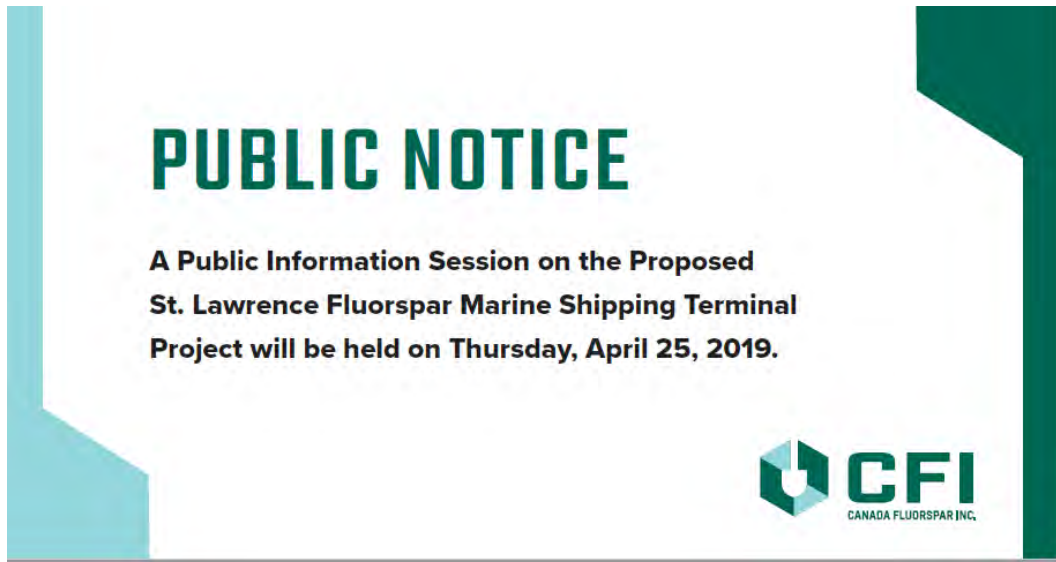 PUBLIC NOTICE
A Public Information Session on the Proposed
St. Lawrence Fluorspar Marine Shipping Terminal
Project will be held on Thursday, April 25, 2019.
CFI
CANADA FLUORSPAR INC.